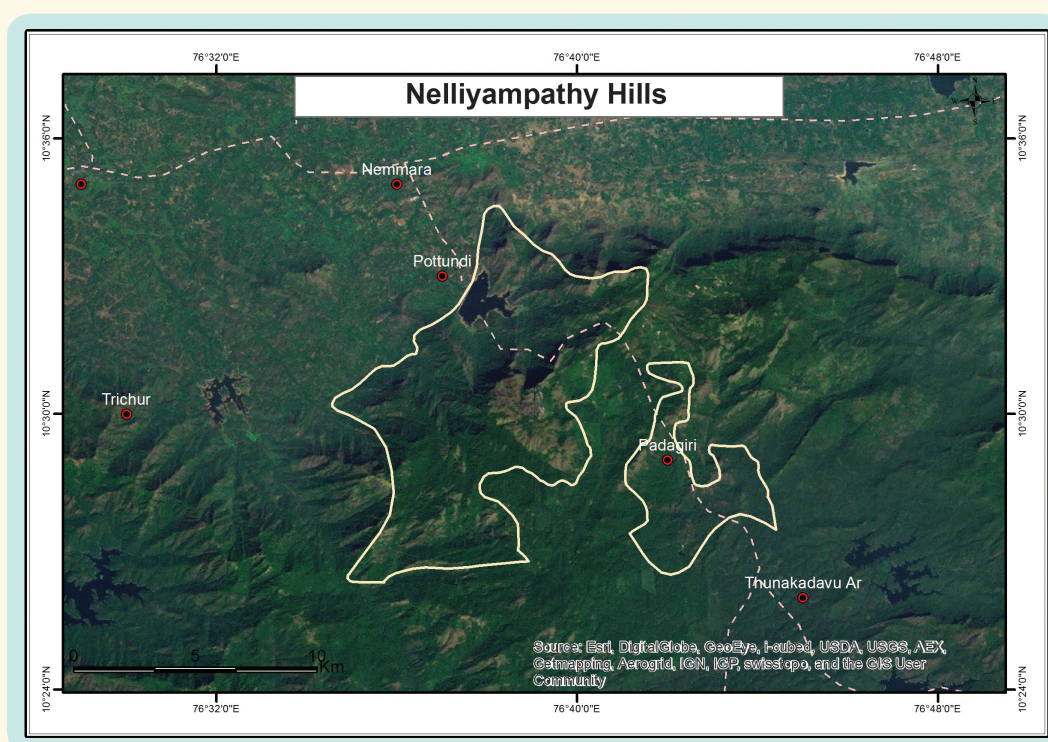 76°32'0"E 76°40'0"E 76°48'0"E
Nelliyampathy Hills
N
10°36'0"N 10°36'0"N
Nemmara
Pottundi
Trichur
10°30'0"N 10°30'0"N
Padagiri
Thunakadavu Ar
0 5 10
Km
Source: Esri, DigitalGlobe, GeoEye, i-cubed, USDA, USGS, AEX,
Getmapping, Aerogrid, IGN, IGP, swisstopo, and the GIS User
Community
10°24'0"N 10°24'0"N
76°32'0"E 76°40'0"E 76°48'0"E